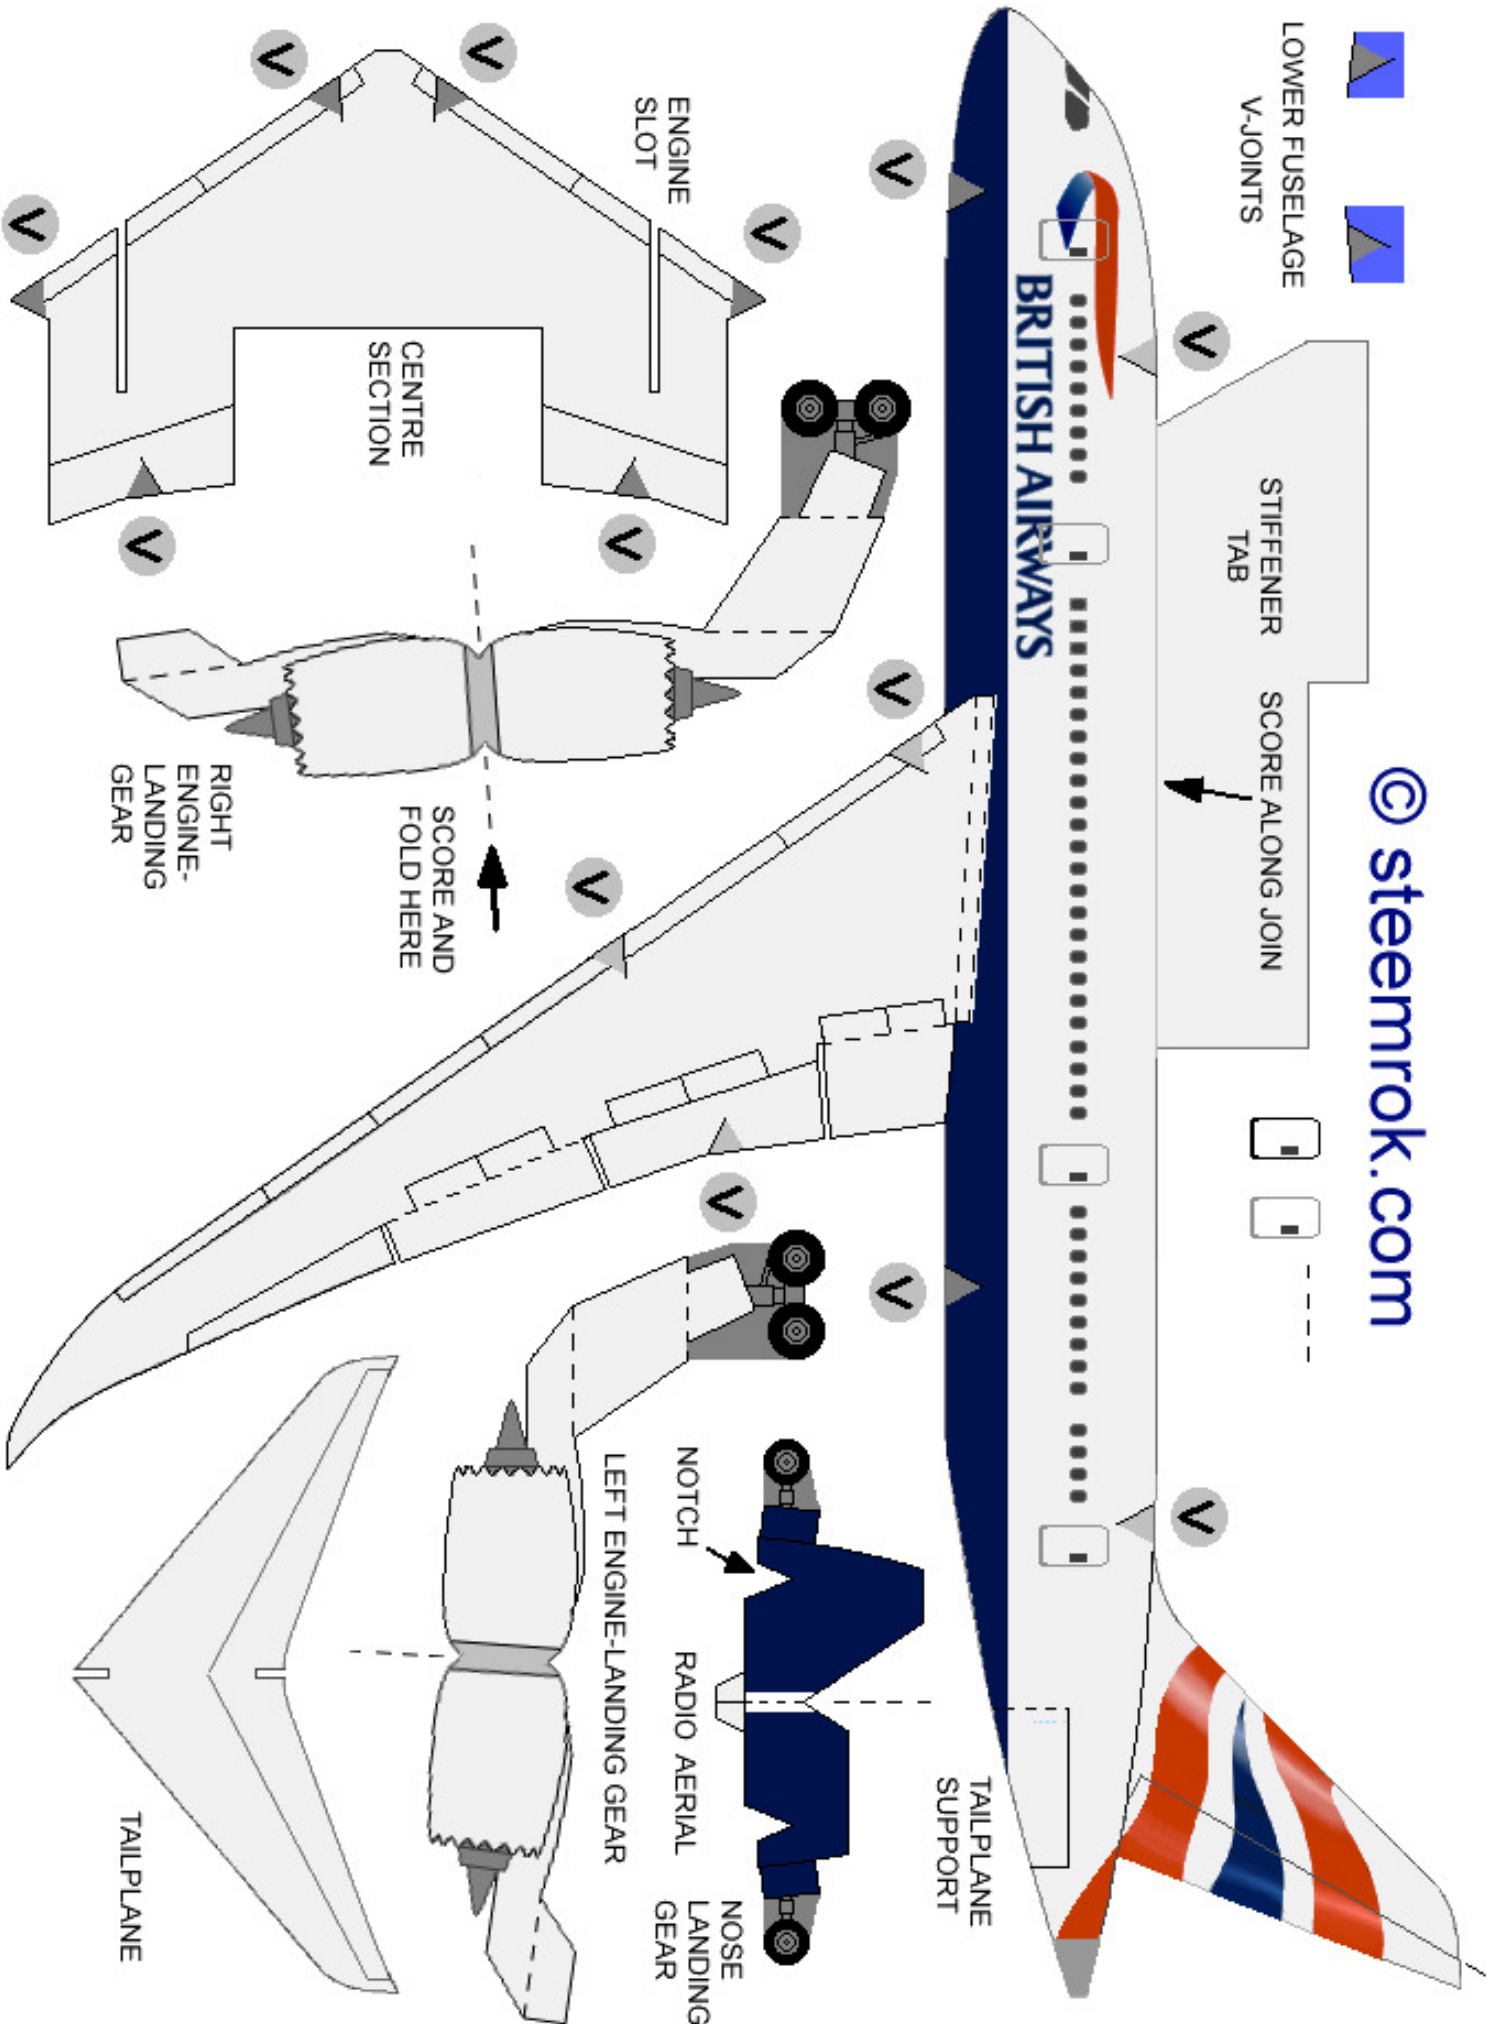 © steemrok.com
LOWER FUSELAGE
V-JOINTS
STIFFENER
TAB
SCORE ALONG JOIN
V
V
BRITISH AIRWAYS
V
V
V
TAILPLANE
SUPPORT
ENGINE
SLOT
V
V
V
V
V
V
CENTRE
SECTION
V
V
NOTCH
RADIO AERIAL
NOSE
LANDING
GEAR
LEFT ENGINE-LANDING GEAR
SCORE AND
FOLD HERE
RIGHT
ENGINE-
LANDING
GEAR
TAILPLANE